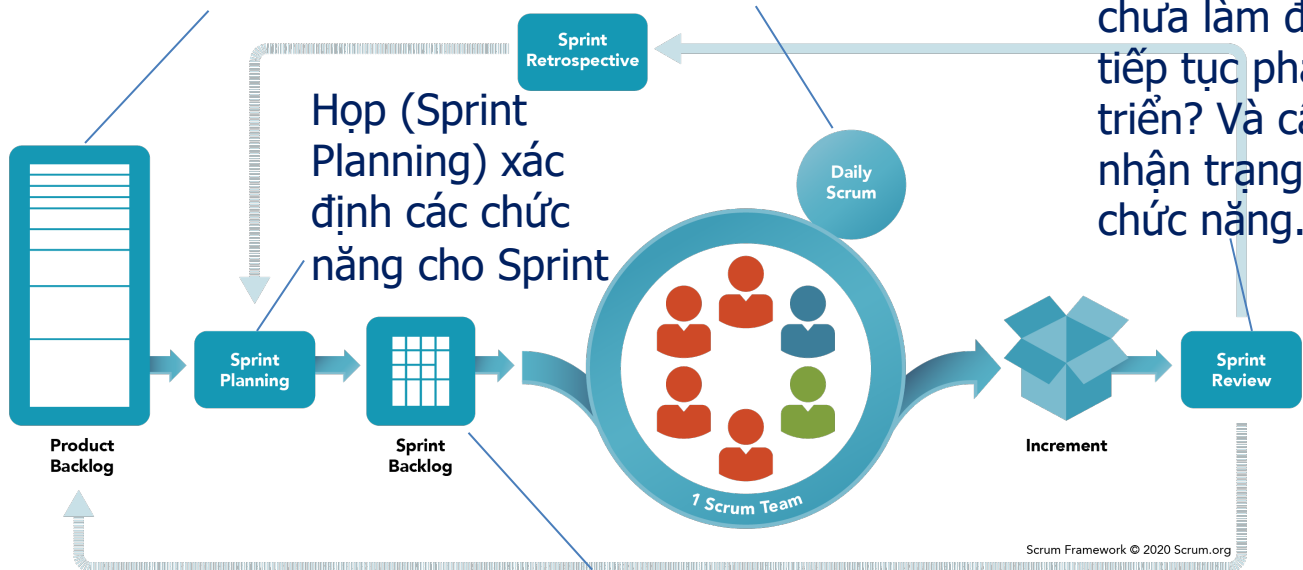 Sprint
Retrospective
chưa làm
tiếp tục
triển? Và
nhận trạng
chức năng.
Họp (Sprint
Planning) xác
định các chức
năng cho Sprint
Daily
Scrum
Product
Backlog
Sprint
Planning
Sprint
Backlog
1 Scrum Team
Increment
Sprint
Review
Scrum Framework © 2020 Scrum.org